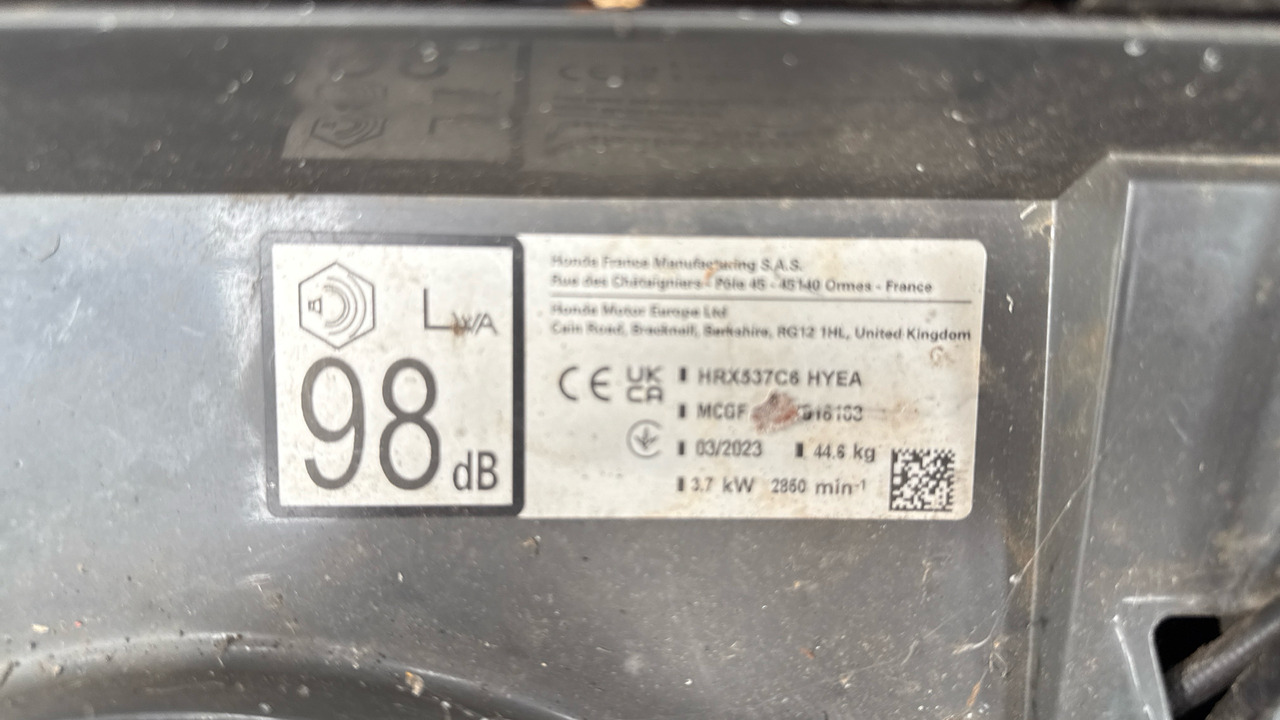 LWA
98 dB
Honda France Manufacturing S.A.S.
Rue des Châtaigniers - Pôle 45 - 45140 Ormes - France
Honda Motor Europe Ltd
Cain Road, Bracknell, Berkshire, RG12 1HL, United Kingdom
CE UK CA HRX537C6 HYEA
MCGF
03/2023 44.6 kg
3.7 kW 2860 min-1